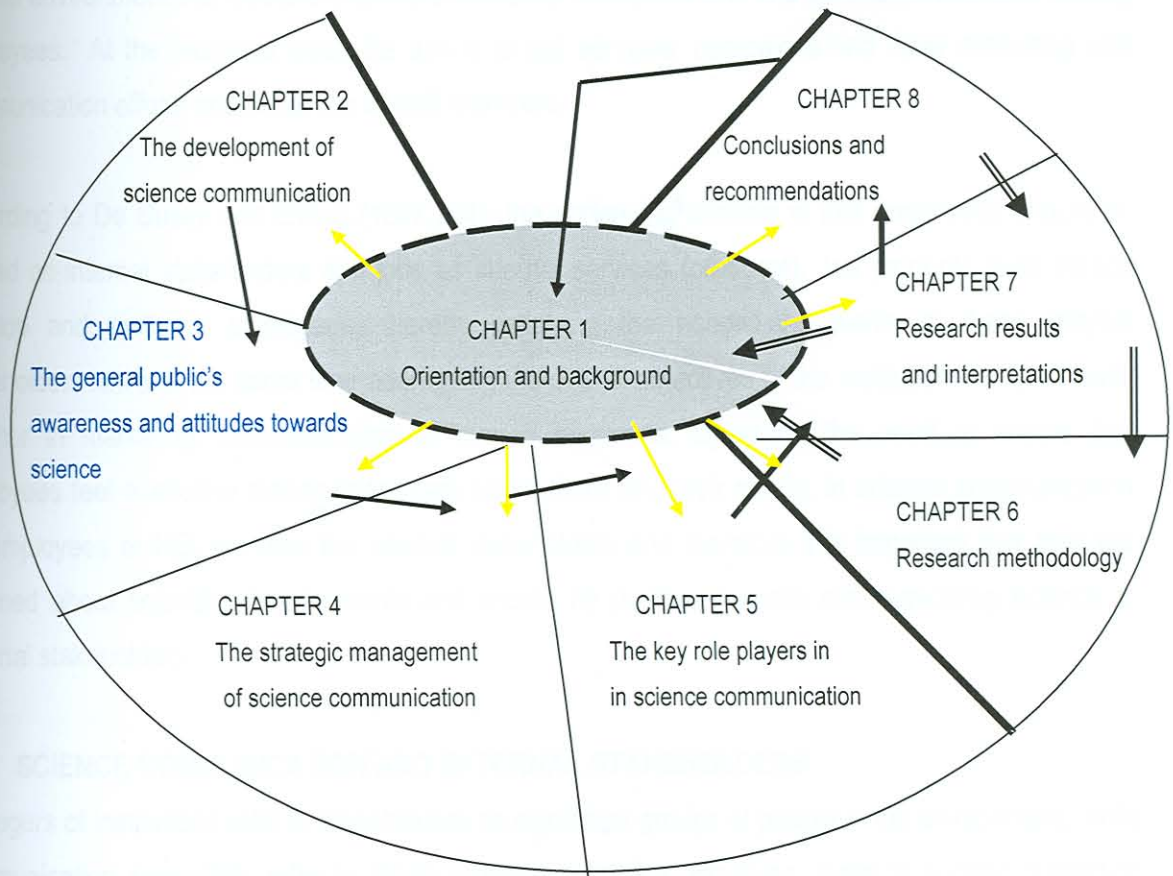 CHAPTER 1
Orientation and background
CHAPTER 2
The development of
science communication
CHAPTER 3
The general public's
awareness and attitudes towards
science
CHAPTER 4
The strategic management
of science communication
CHAPTER 5
The key role players in
in science communication
CHAPTER 6
Research methodology
CHAPTER 7
Research results
and interpretations
CHAPTER 8
Conclusions and
recommendations